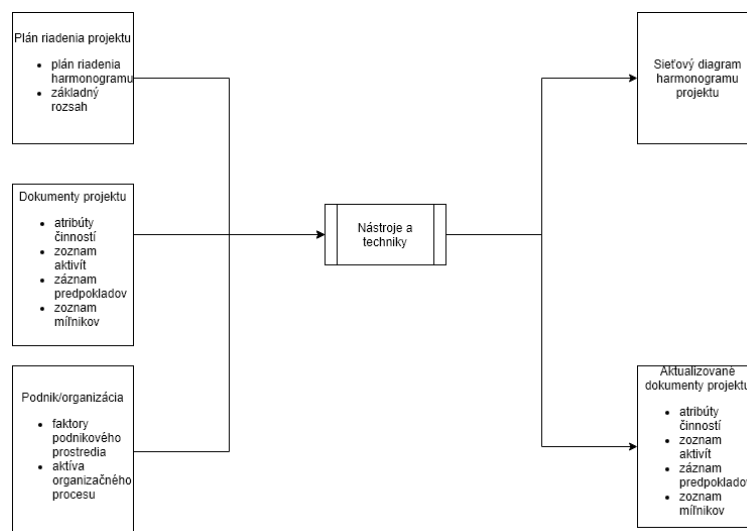 Plán riadenia projektu
plán riadenia
harmonogramu
základný
rozsah
Dokumenty projektu
atribúty
činností
zoznam
aktivít
záznam
predpokladov
zoznam
míľnikov
Podnik/organizácia
faktory
podnikového
prostredia
aktíva
organizačného
procesu
Nástroje a
techniky
Sieťový diagram
harmonogramu
projektu
Aktualizované
dokumenty projektu
atribúty
činností
zoznam
aktivít
záznam
predpokladov
zoznam
míľnikov